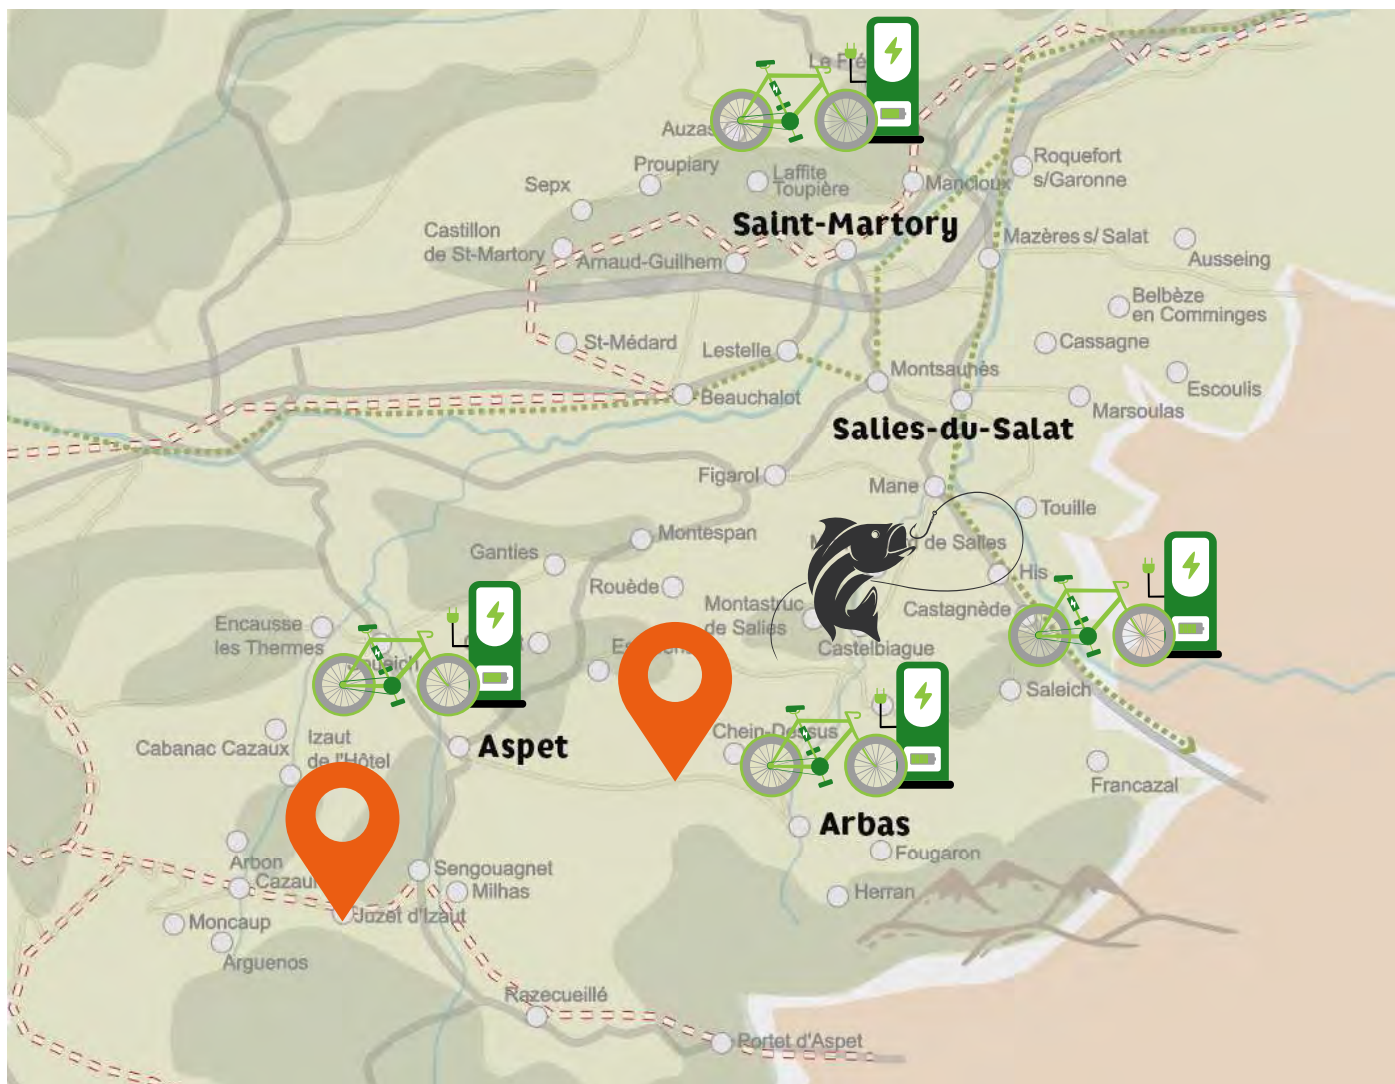 Le Fré
Auzas
Proupiary
Laffite
Toupière
Roquefort
s/Garonne
Sepx
Mancioux
Saint-Martory
Castillon
de St-Martory
Arnaud-Guilhem
Mazères s/ Salat
Ausseing
Belbèze
en Comminges
St-Médard
Lestelle
Cassagne
Montsaunès
Escoulis
Beauchalot
Marsoulas
Salies-du-Salat
Figarol
Mane
Touille
Montespan
d de Salies
Ganties
His
Rouède
Montastruc
de Salies
Castagnède
Encausse
les Thermes
Castelbiague
Saleich
Cabanac Cazaux
Izaut
de l'Hôtel
Aspet
Chein-Dessus
Francazal
Arbas
Arbon
Cazau
Sengouagnet
Milhas
Fougaron
Herran
Moncaup
Juzet d'Izaut
Arguenos
Razecueillé
Portet d'Aspet